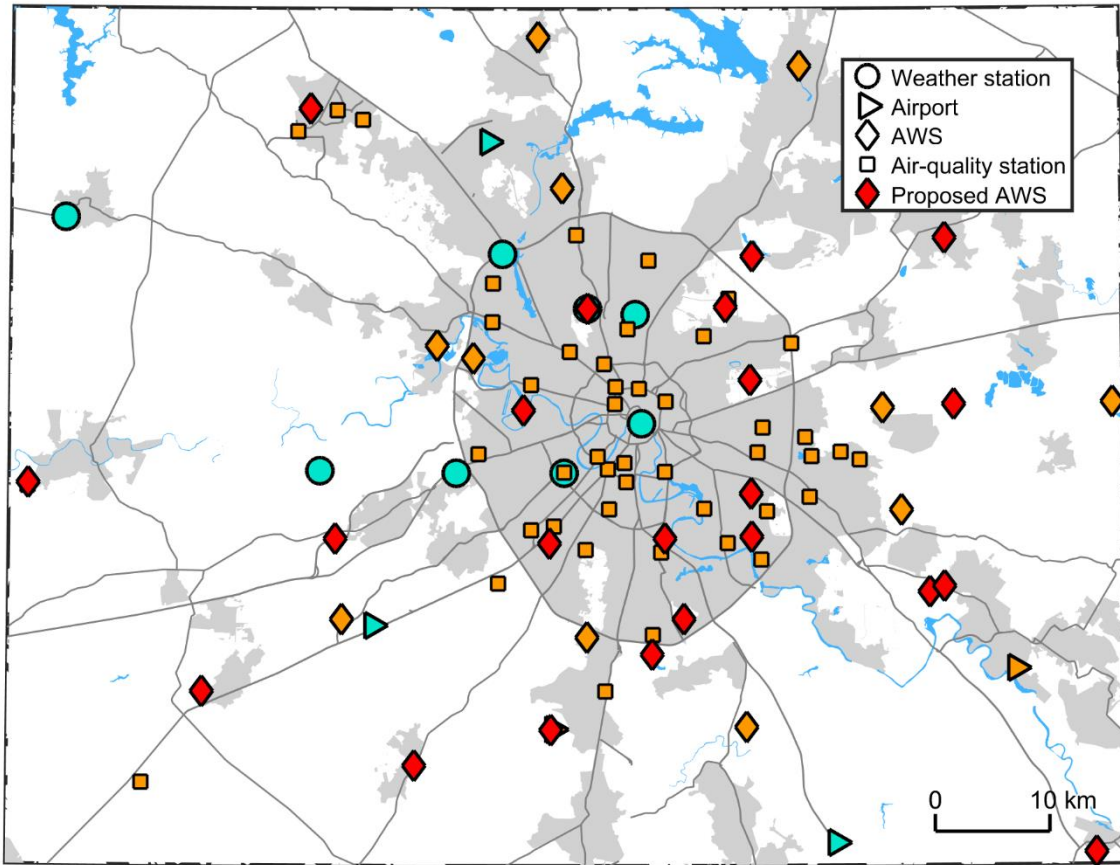 Weather station
Airport
AWS
Air-quality station
Proposed AWS
0 10 km